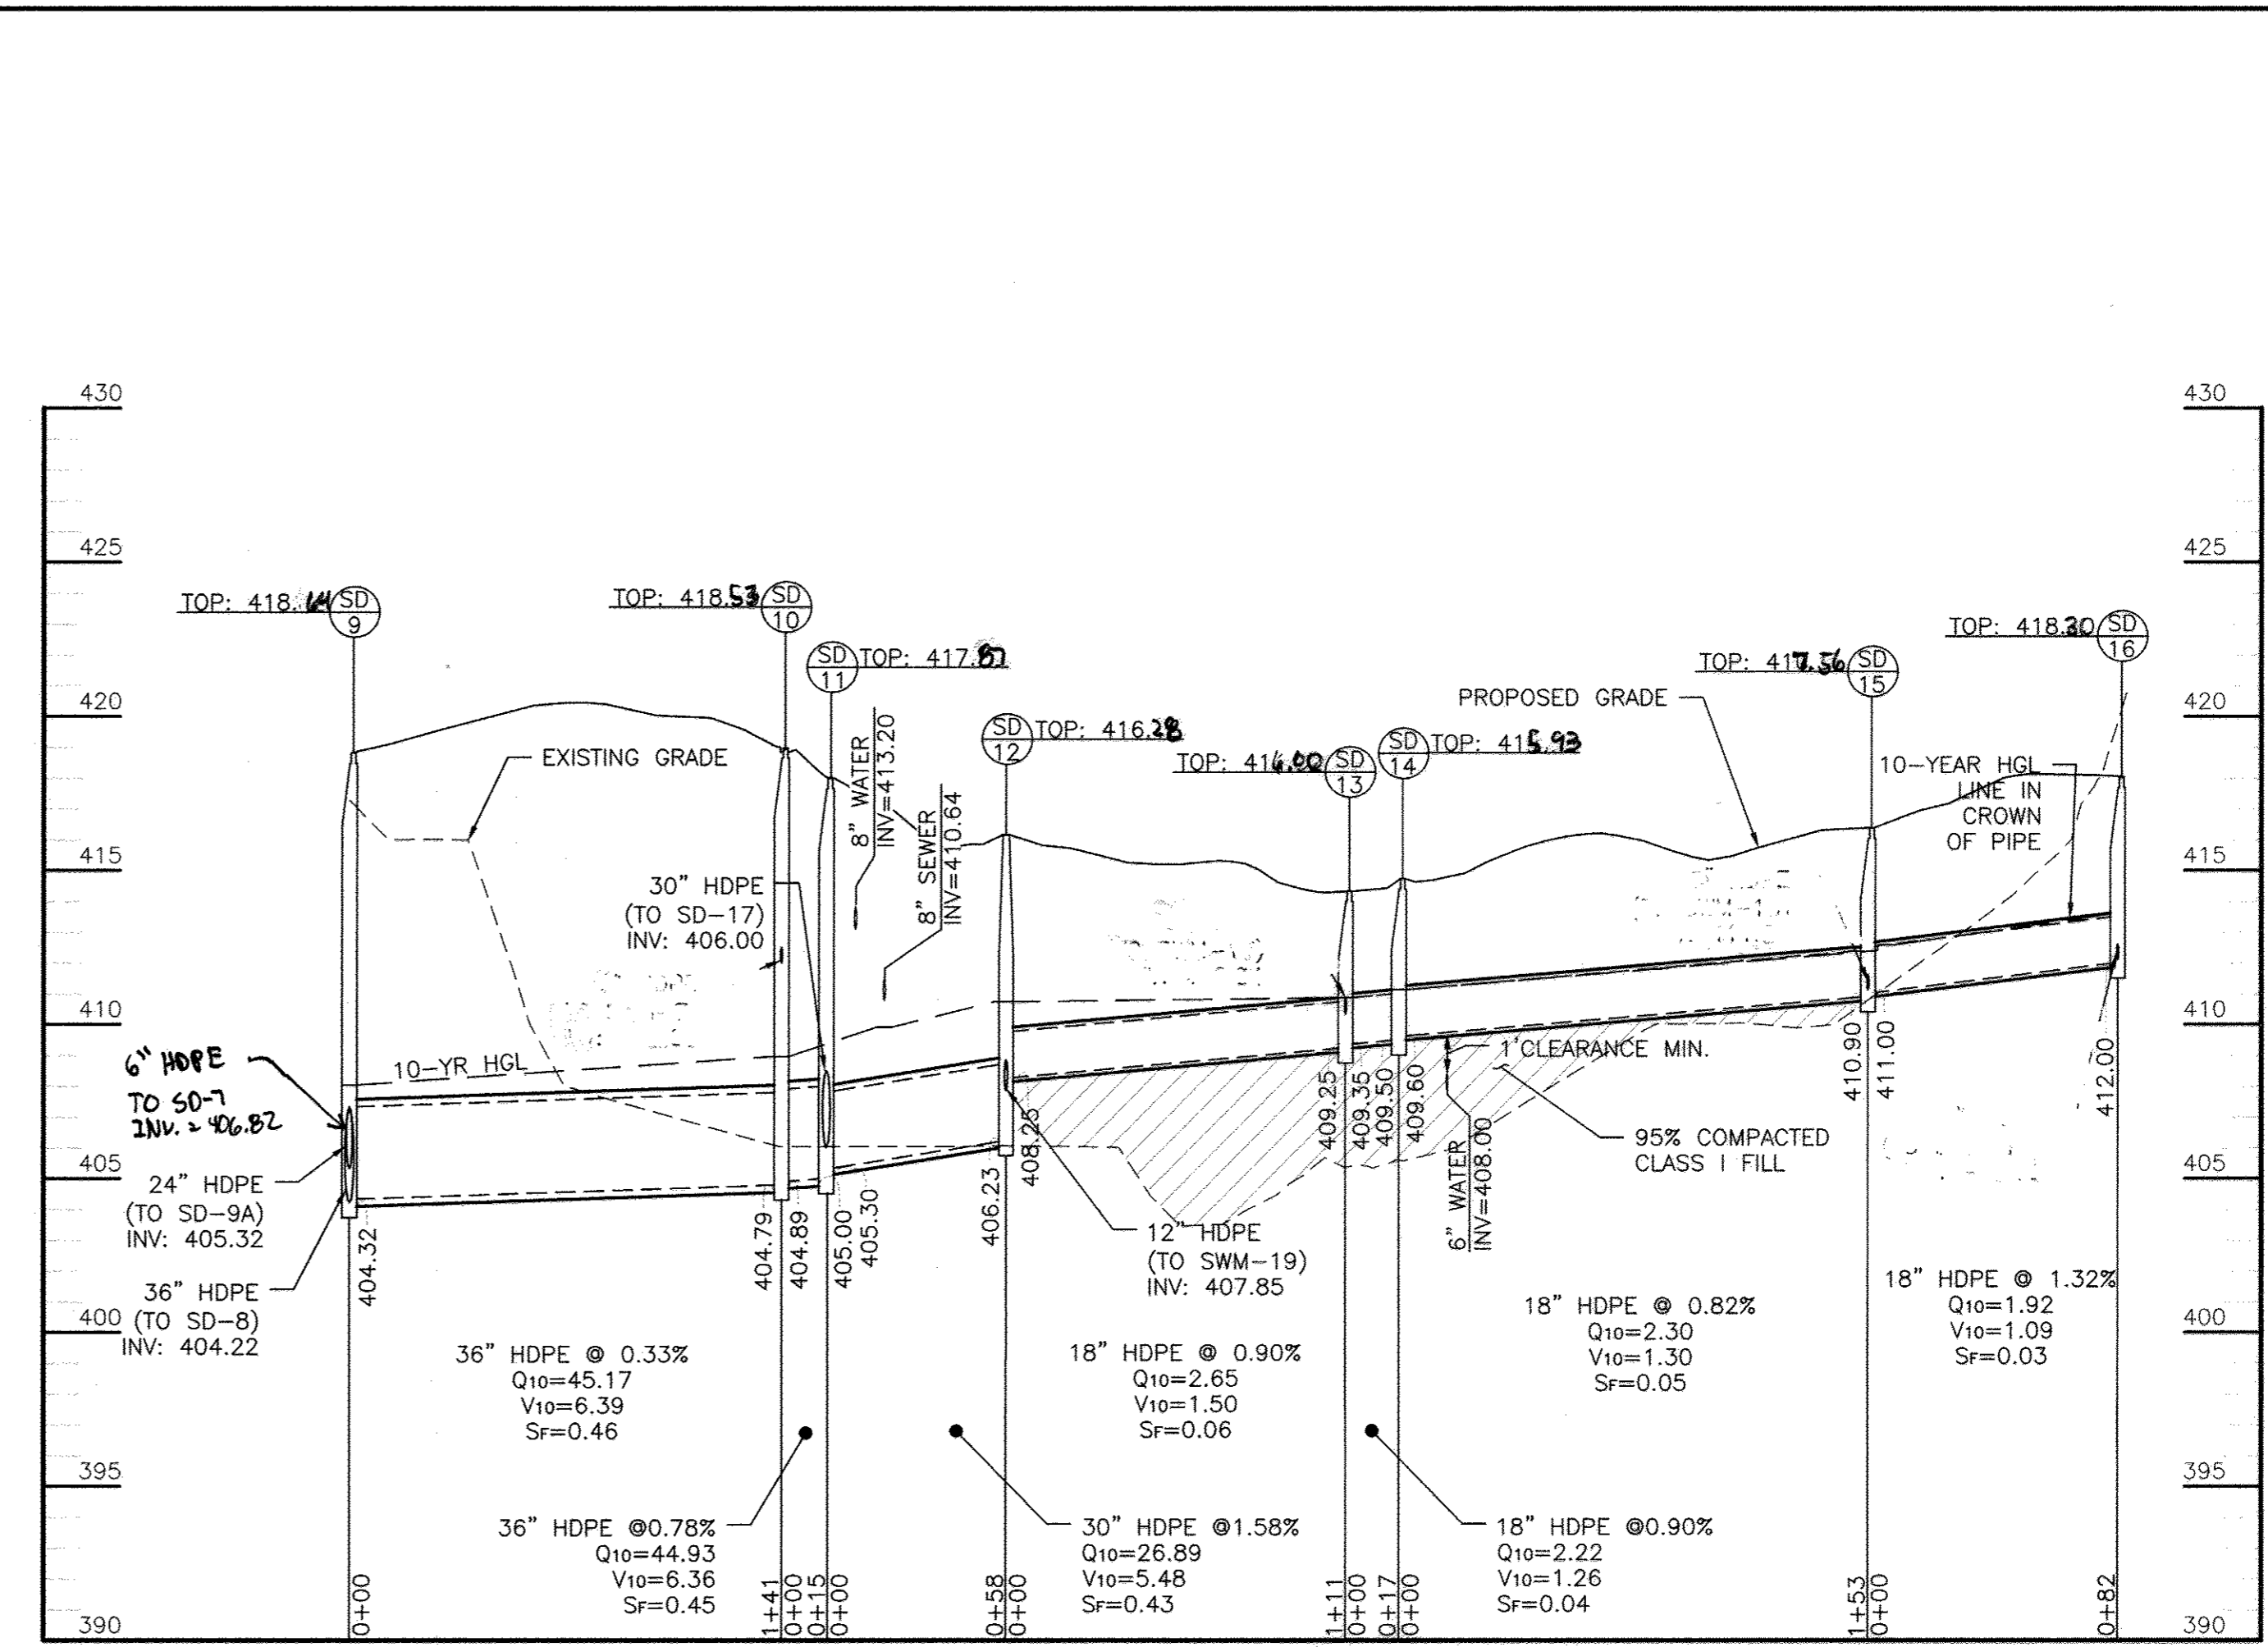 430
430
425
425
TOP: 418.64
SD
9
TOP: 418.53
SD
10
SD
11
TOP: 417.87
TOP: 418.30
SD
16
TOP: 417.56
SD
15
420
420
PROPOSED GRADE
SD
12
TOP: 416.28
TOP: 416.00
SD
13
SD
14
TOP: 415.93
EXISTING GRADE
8" WATER
INV=413.20
8" SEWER
INV=410.64
10-YEAR HGL
LINE IN
CROWN
OF PIPE
415
415
30" HDPE
(TO SD-17)
INV: 406.00
410
410
10-YR HGL
6" HDPE
TO SD-7
INV. = 406.82
1' CLEARANCE MIN.
95% COMPACTED
CLASS I FILL
405
405
24" HDPE
(TO SD-9A)
INV: 405.32
36" HDPE
(TO SD-8)
INV: 404.22
404.32
404.79
404.89
405.00
405.30
406.23
408.25
12" HDPE
(TO SWM-19)
INV: 407.85
409.25
409.35
409.50
409.60
6" WATER
INV=408.00
410.90
411.00
412.00
400
400
36" HDPE @ 0.33%
Q10=45.17
V10=6.39
SF=0.46
18" HDPE @ 0.90%
Q10=2.65
V10=1.50
SF=0.06
18" HDPE @ 0.82%
Q10=2.30
V10=1.30
SF=0.05
18" HDPE @ 1.32%
Q10=1.92
V10=1.09
SF=0.03
395
395
36" HDPE @0.78%
Q10=44.93
V10=6.36
SF=0.45
30" HDPE @1.58%
Q10=26.89
V10=5.48
SF=0.43
18" HDPE @0.90%
Q10=2.22
V10=1.26
SF=0.04
390
0+00
1+41
0+00
0+15
0+00
0+58
0+00
1+11
0+00
0+17
0+00
1+53
0+00
0+82
390